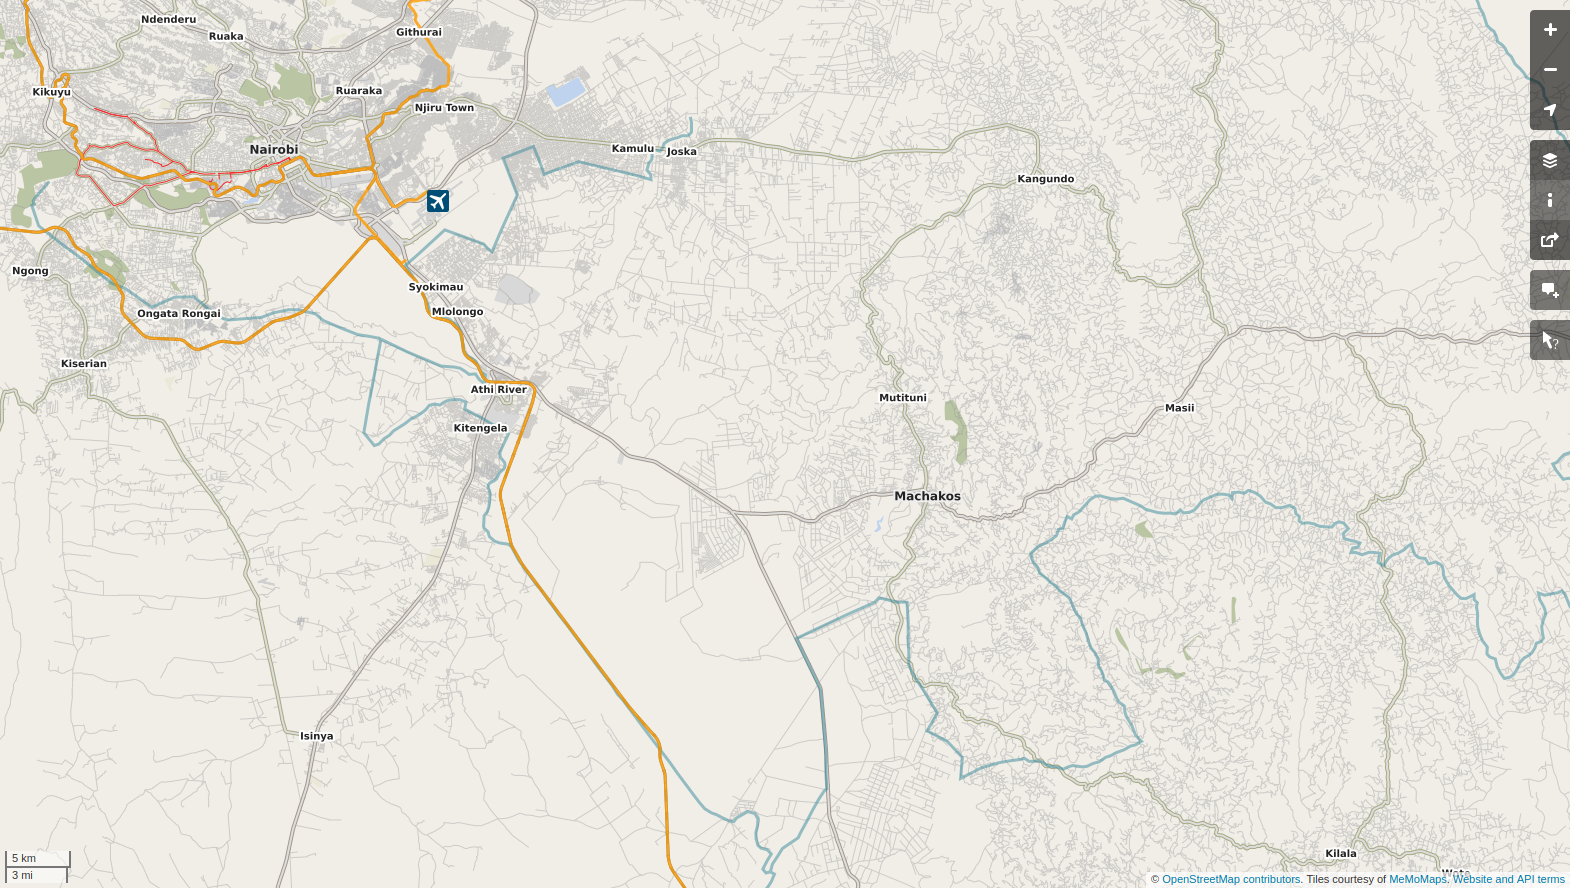 Ndenderu
Githurai
Ruaka
Kikuyu
Ruaraka
Njiru Town
Nairobi
Kamulu
Joska
Kangundo
Ngong
Syokimau
Mlolongo
Ongata Rongai
Kiserian
Athi River
Mutituni
Masii
Kitengela
Machakos
Isinya
Kilala
5 km
3 mi
?
© OpenStreetMap contributors. Tiles courtesy of MeMoMaps. Website and API terms